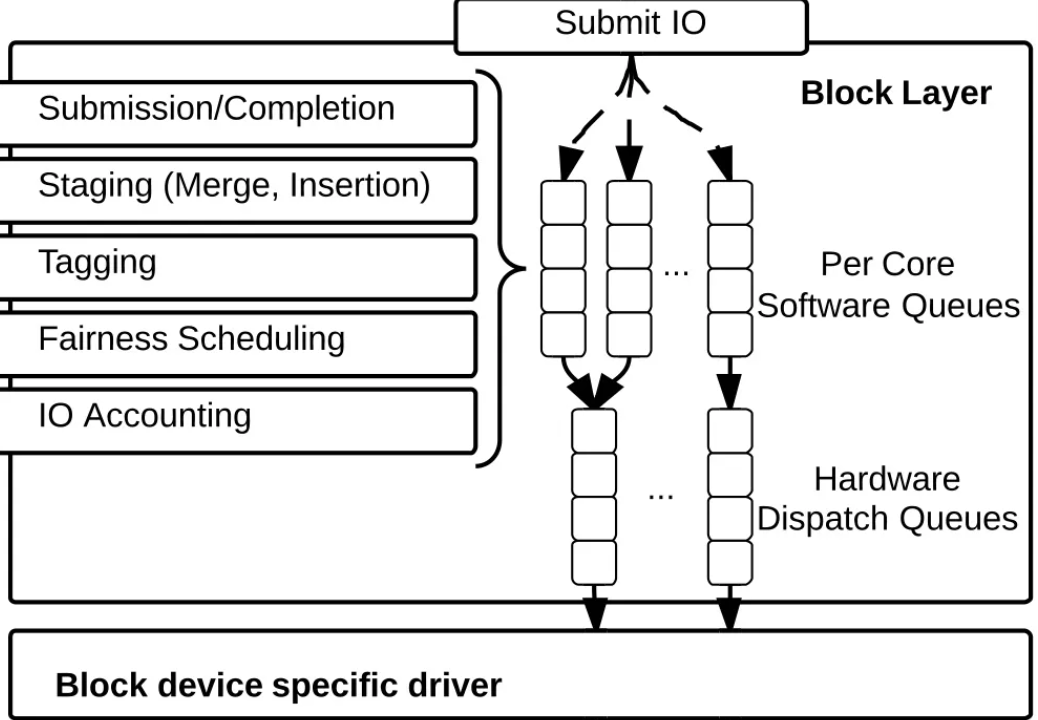 Submit IO
Block Layer
Submission/Completion
Staging (Merge, Insertion)
Tagging
Fairness Scheduling
IO Accounting
...
Per Core
Software Queues
...
Hardware
Dispatch Queues
Block device specific driver